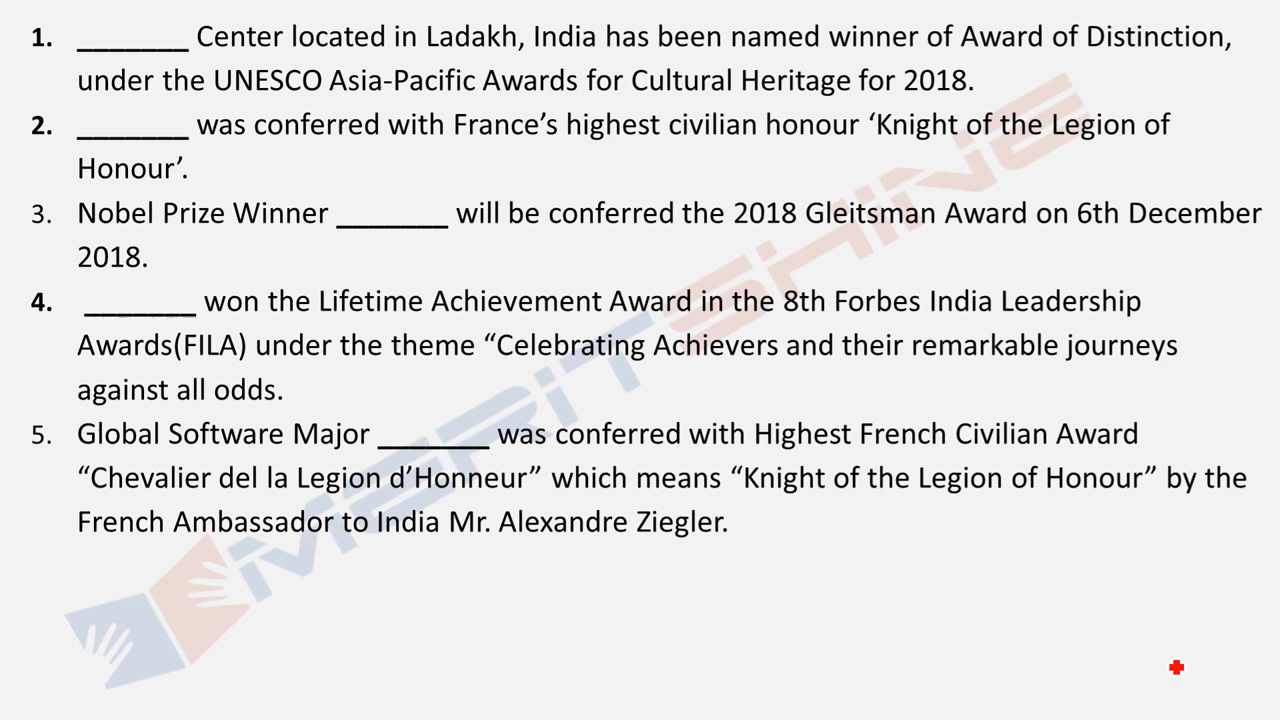 1. _______ Center located in Ladakh, India has been named winner of Award of Distinction,
under the UNESCO Asia-Pacific Awards for Cultural Heritage for 2018.
2. _______ was conferred with France’s highest civilian honour ‘Knight of the Legion of
Honour’.
3. Nobel Prize Winner _______ will be conferred the 2018 Gleitsman Award on 6th December
2018.
4. _______ won the Lifetime Achievement Award in the 8th Forbes India Leadership
Awards(FILA) under the theme “Celebrating Achievers and their remarkable journeys
against all odds.
5. Global Software Major _______ was conferred with Highest French Civilian Award
“Chevalier del la Legion d’Honneur” which means “Knight of the Legion of Honour” by the
French Ambassador to India Mr. Alexandre Ziegler.
MERiTSHiNE